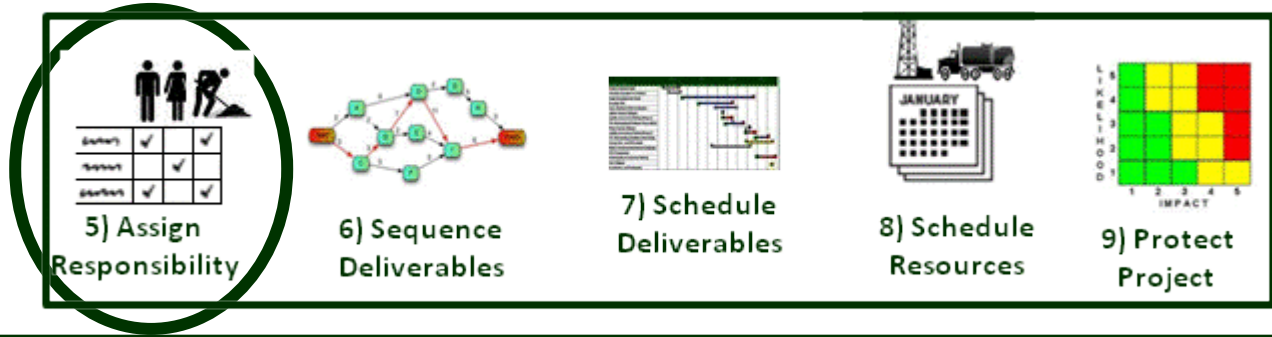 5) Assign
Responsibility
6) Sequence
Deliverables
7) Schedule
Deliverables
JANUARY
8) Schedule
Resources
LIKELIHOOD
5
4
3
2
1
1 2 3 4 5
IMPACT
9) Protect
Project